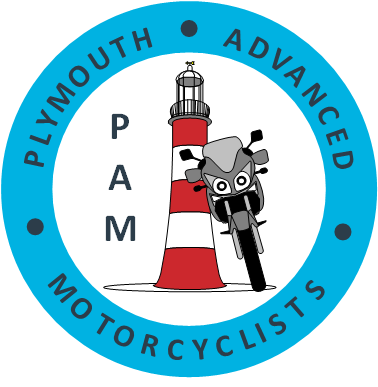 PLYMOUTH • ADVANCED • MOTORCYCLISTS •
P
A
M